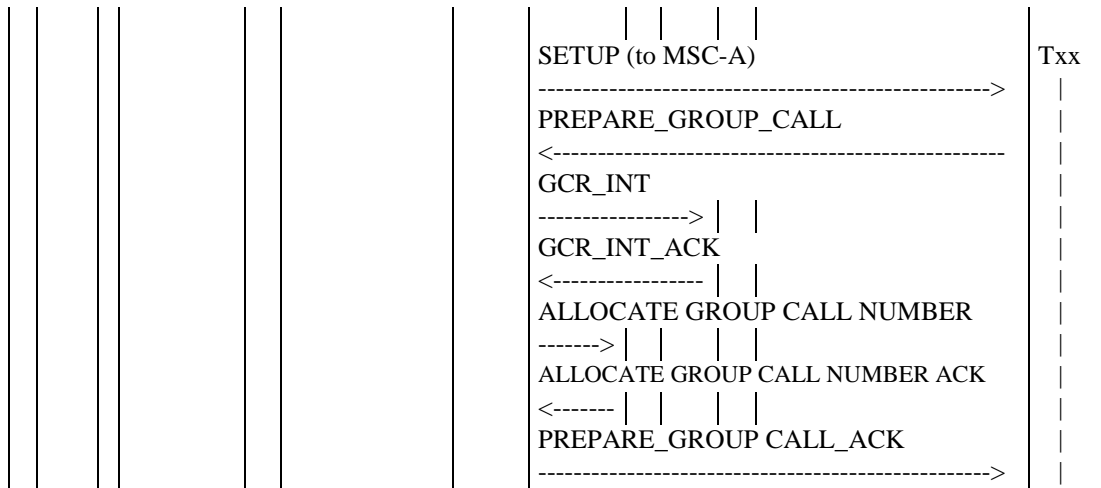 SETUP (to MSC-A) Txx
---------------------------------------------------->
PREPARE_GROUP_CALL
<----------------------------------------------------
GCR_INT
----------------->
GCR_INT_ACK
<-----------------
ALLOCATE GROUP CALL NUMBER
------->
ALLOCATE GROUP CALL NUMBER ACK
<-------
PREPARE_GROUP CALL_ACK
---------------------------------------------------->